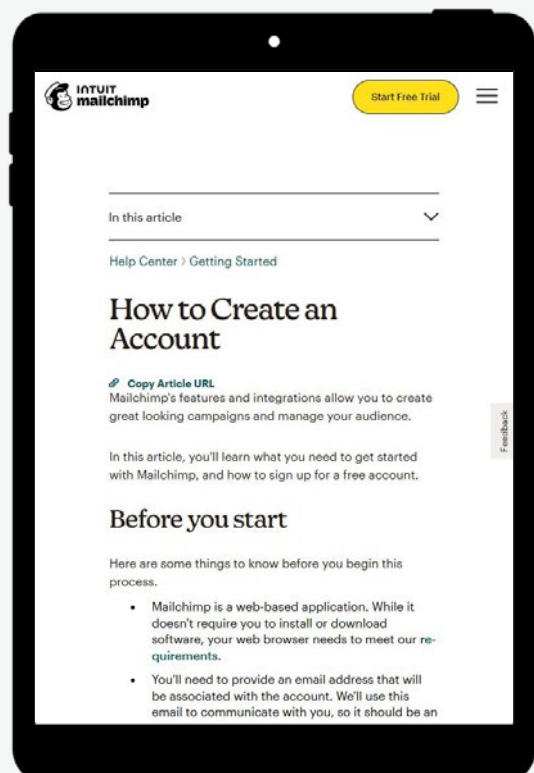 INTUIT
mailchimp
Start Free Trial
In this article
Help Center > Getting Started
How to Create an
Account
Copy Article URL
Mailchimp's features and integrations allow you to create
great looking campaigns and manage your audience.
In this article, you'll learn what you need to get started
with Mailchimp, and how to sign up for a free account.
Before you start
Here are some things to know before you begin this
process.
• Mailchimp is a web-based application. While it
doesn't require you to install or download
software, your web browser needs to meet our re-
quirements.
• You'll need to provide an email address that will
be associated with the account. We'll use this
email to communicate with you, so it should be an
Feedback